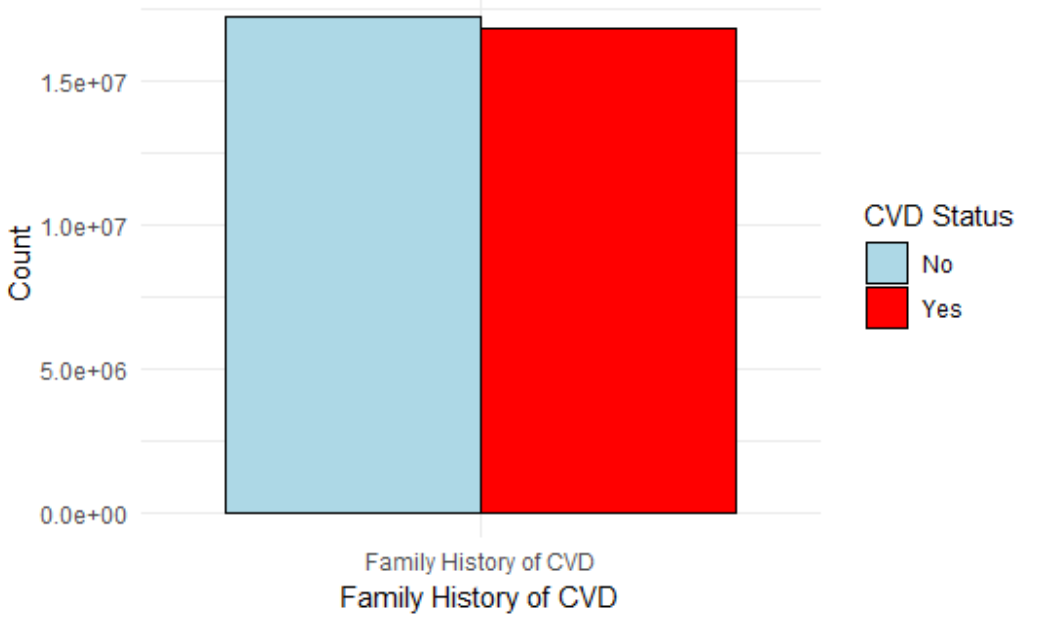 Count
1.5e+07
1.0e+07
5.0e+06
0.0e+00
Family History of CVD
Family History of CVD
CVD Status
No
Yes